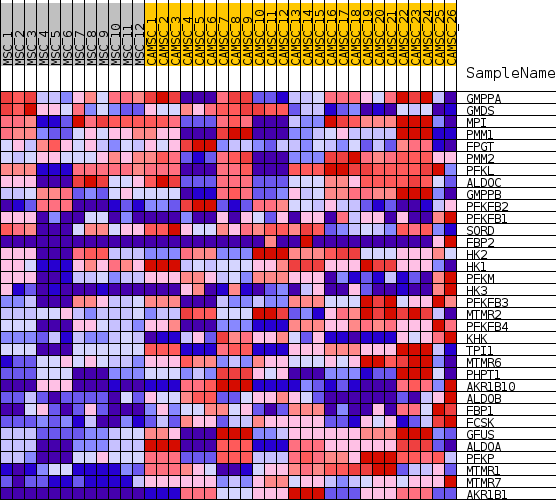 MSC_1 MSC_2 MSC_3 MSC_4 MSC_5 MSC_6 MSC_7 MSC_8 MSC_9 MSC_10 MSC_11 MSC_12 CAMSC_1 CAMSC_2 CAMSC_3 CAMSC_4 CAMSC_5 CAMSC_6 CAMSC_7 CAMSC_8 CAMSC_9 CAMSC_10 CAMSC_11 CAMSC_12 CAMSC_13 CAMSC_14 CAMSC_15 CAMSC_16 CAMSC_17 CAMSC_18 CAMSC_19 CAMSC_20 CAMSC_21 CAMSC_22 CAMSC_23 CAMSC_24 CAMSC_25 CAMSC_26
SampleName
GMPPA
GMDS
MPI
PMM1
FPGT
PMM2
PFKL
ALDOC
GMPPB
PFKFB2
PFKFB1
SORD
FBP2
HK2
HK1
PFKM
HK3
PFKFB3
MTMR2
PFKFB4
KHK
TPI1
MTMR6
PHPT1
AKR1B10
ALDOB
FBP1
FCSK
GFUS
ALDOA
PFKP
MTMR1
MTMR7
AKR1B1